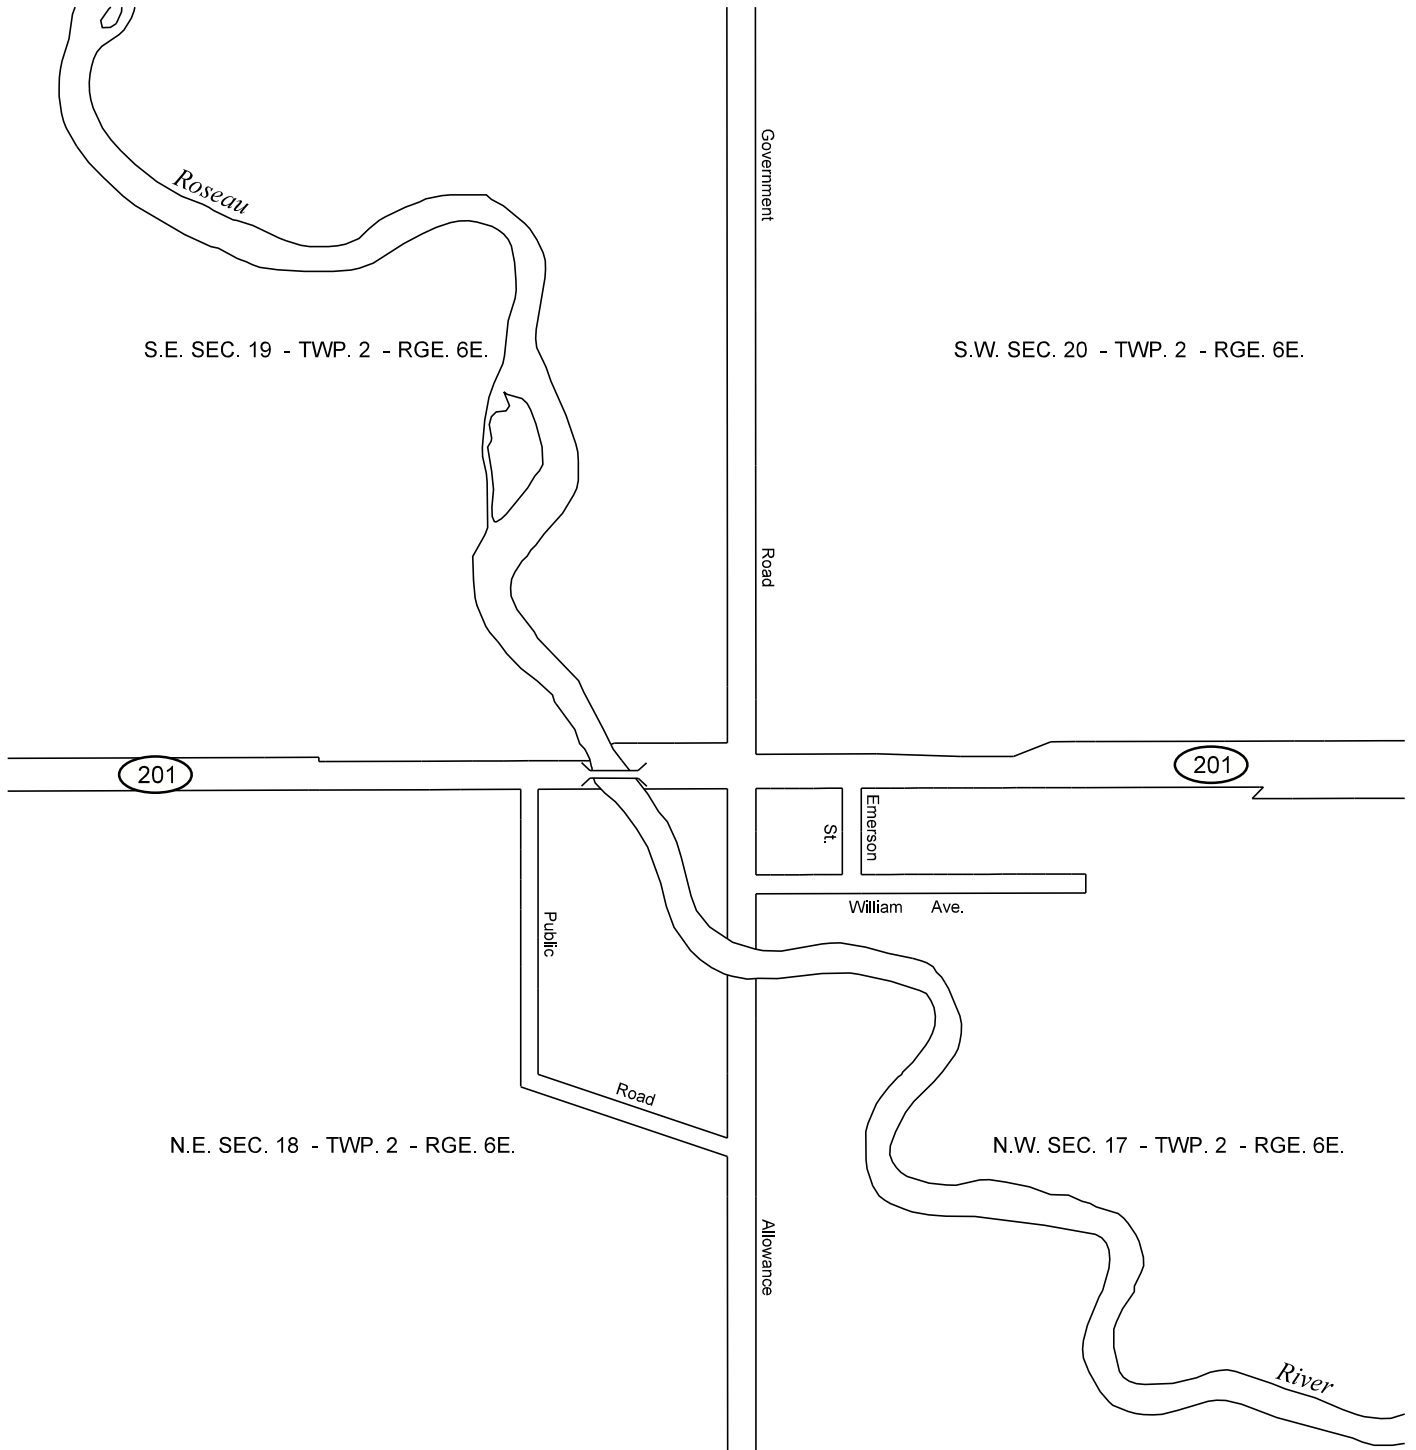 Government
Roseau
S.E. SEC. 19 - TWP. 2 - RGE. 6E.
S.W. SEC. 20 - TWP. 2 - RGE. 6E.
Road
201
201
Emerson
St.
William Ave.
Public
Road
N.E. SEC. 18 - TWP. 2 - RGE. 6E.
N.W. SEC. 17 - TWP. 2 - RGE. 6E.
Allowance
River